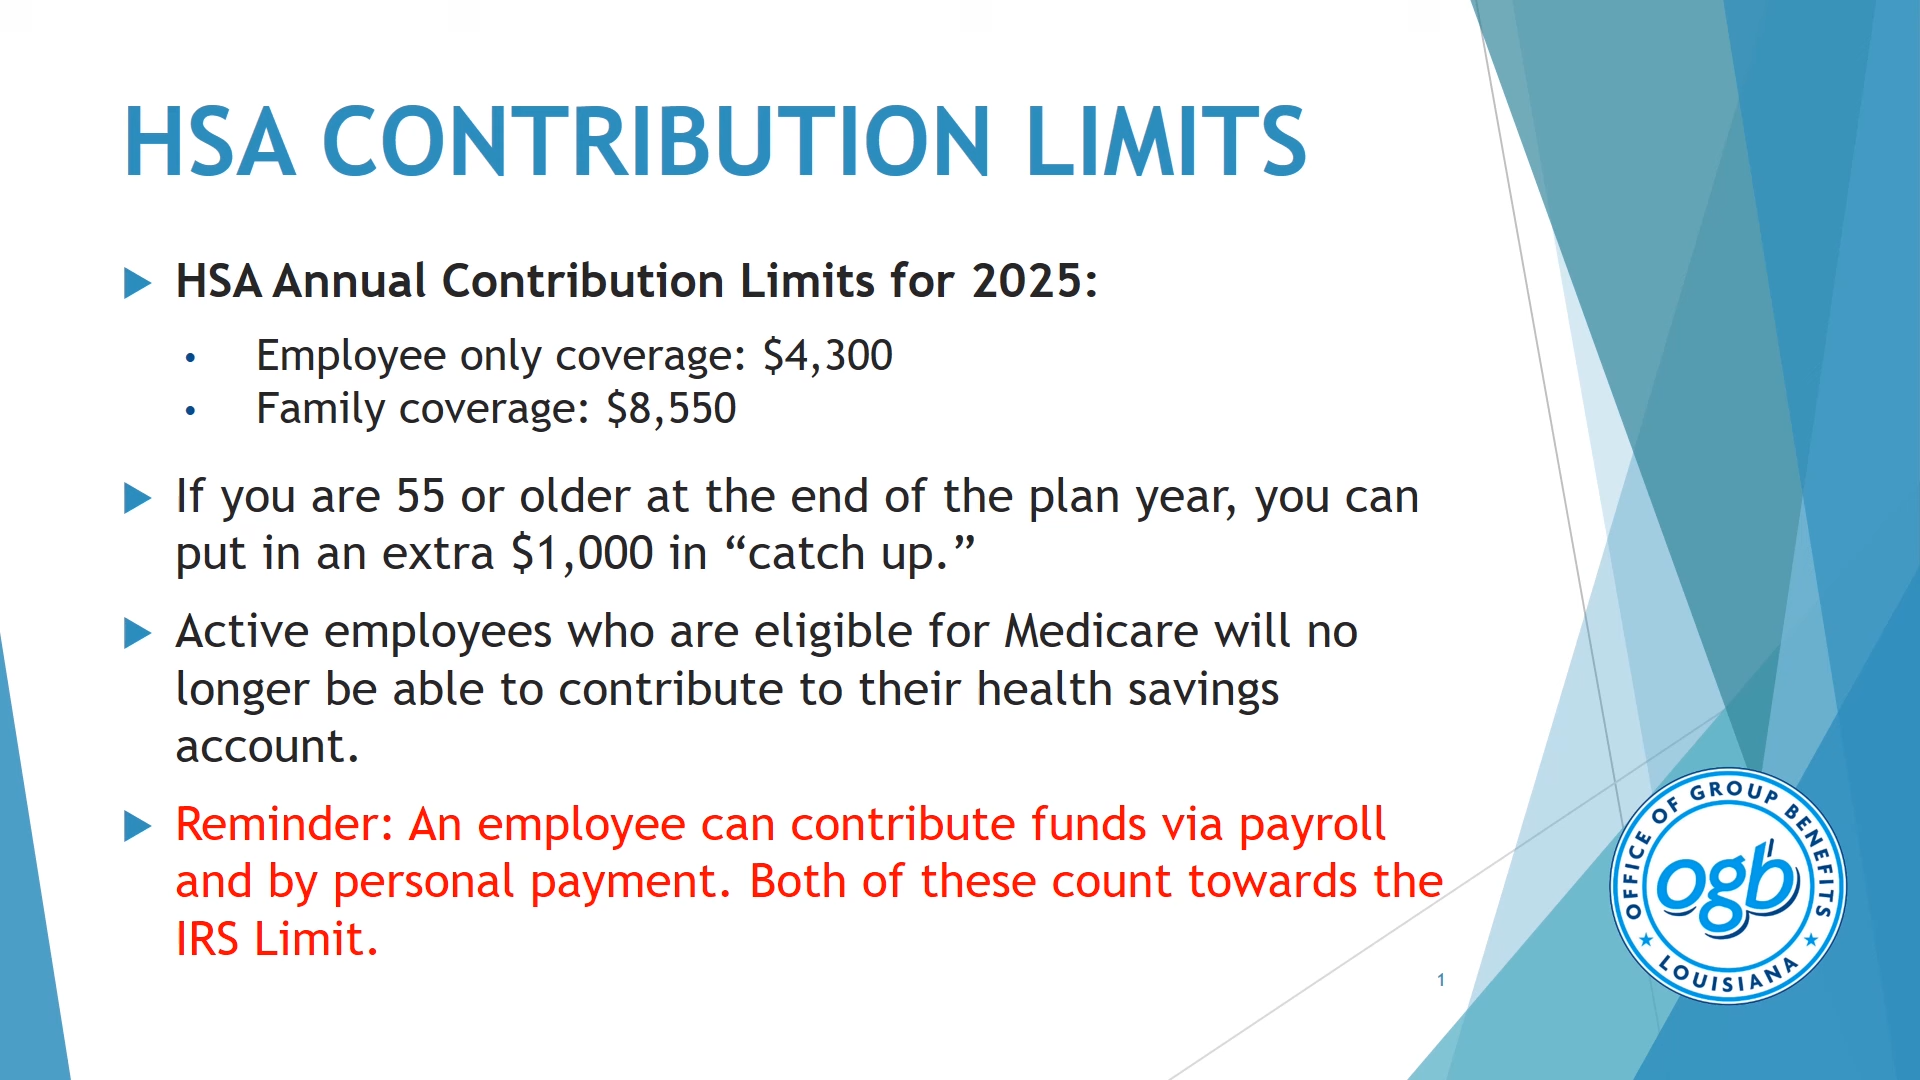 HSA CONTRIBUTION LIMITS
HSA Annual Contribution Limits for 2025:
• Employee only coverage: $4,300
• Family coverage: $8,550
If you are 55 or older at the end of the plan year, you can
put in an extra $1,000 in “catch up.”
Active employees who are eligible for Medicare will no
longer be able to contribute to their health savings
account.
Reminder: An employee can contribute funds via payroll
and by personal payment. Both of these count towards the
IRS Limit.
OFFICE OF GROUP BENEFITS
ogb
LOUISIANA
1